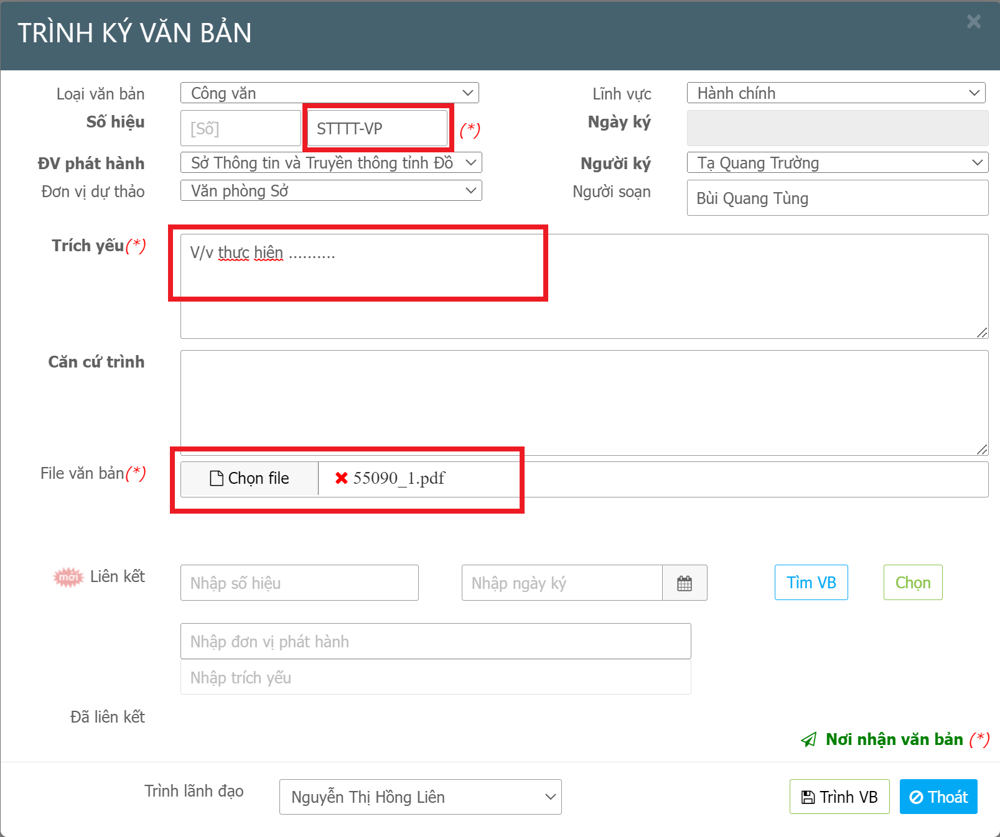 TRÌNH KÝ VĂN BẢN
Loại văn bản Công văn Lĩnh vực Hành chính
Số hiệu [Số] STTTT-VP (*) Ngày ký
ĐV phát hành Sở Thông tin và Truyền thông tỉnh Đồ Người ký Tạ Quang Trường
Đơn vị dự thảo Văn phòng Sở Người soạn Bùi Quang Tùng
Trích yếu(*) V/v thực hiên ..........
Căn cứ trình
File văn bản(*) Chọn file 55090_1.pdf
mới Liên kết Nhập số hiệu Nhập ngày ký Tìm VB Chọn
Nhập đơn vị phát hành
Nhập trích yếu
Đã liên kết
Nơi nhận văn bản (*)
Trình lãnh đạo Nguyễn Thị Hồng Liên Trình VB Thoát